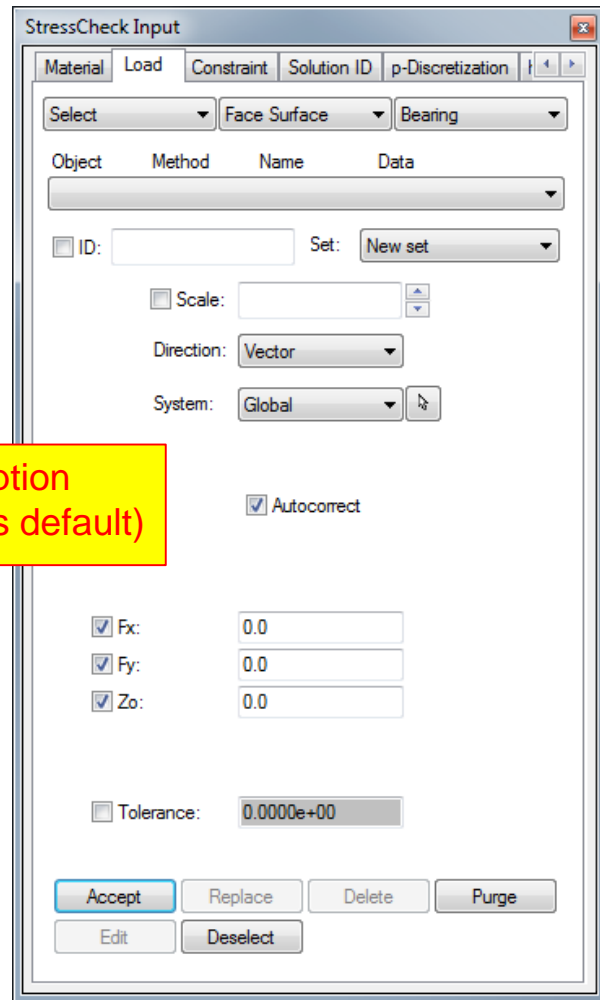 StressCheck Input
Material Load Constraint Solution ID p-Discretization
Select Face Surface Bearing
Object Method Name Data
ID: Set: New set
Scale:
Direction: Vector
System: Global
default)
Autocorrect
Fx: 0.0
Fy: 0.0
Zo: 0.0
Tolerance: 0.0000e+00
Accept Replace Delete Purge
Edit Deselect